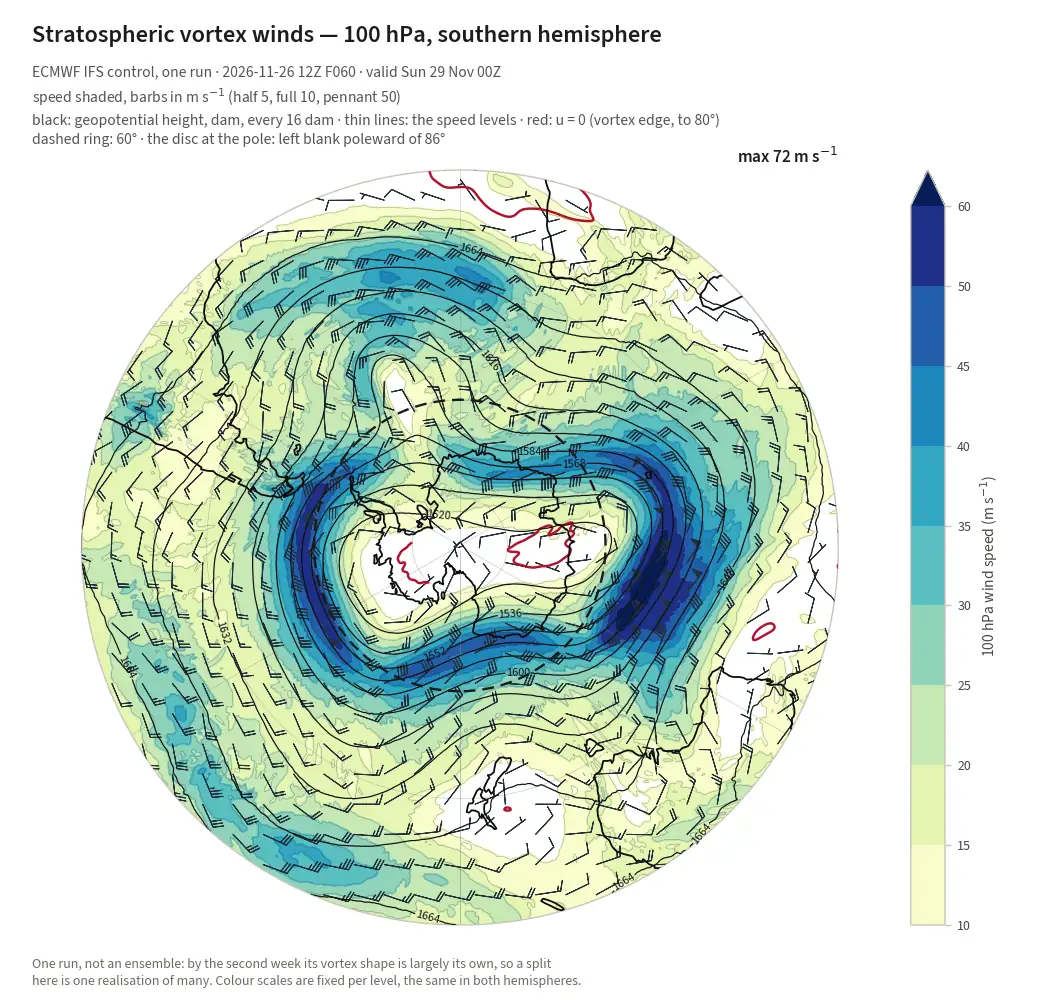 Stratospheric vortex winds — 100 hPa, southern hemisphere
ECMWF IFS control, one run · 2026-11-26 12Z F060 · valid Sun 29 Nov 00Z
speed shaded, barbs in m s⁻¹ (half 5, full 10, pennant 50)
black: geopotential height, dam, every 16 dam · thin lines: the speed levels · red: u = 0 (vortex edge, to 80°)
dashed ring: 60° · the disc at the pole: left blank poleward of 86°
max 72 m s⁻¹
60
50
45
40
35
30
25
20
15
10
100 hPa wind speed (m s⁻¹)
1664
1616
1584
1568
1520
1536
1552
1600
1632
1664
1664
1664
1664
One run, not an ensemble: by the second week its vortex shape is largely its own, so a split
here is one realisation of many. Colour scales are fixed per level, the same in both hemispheres.